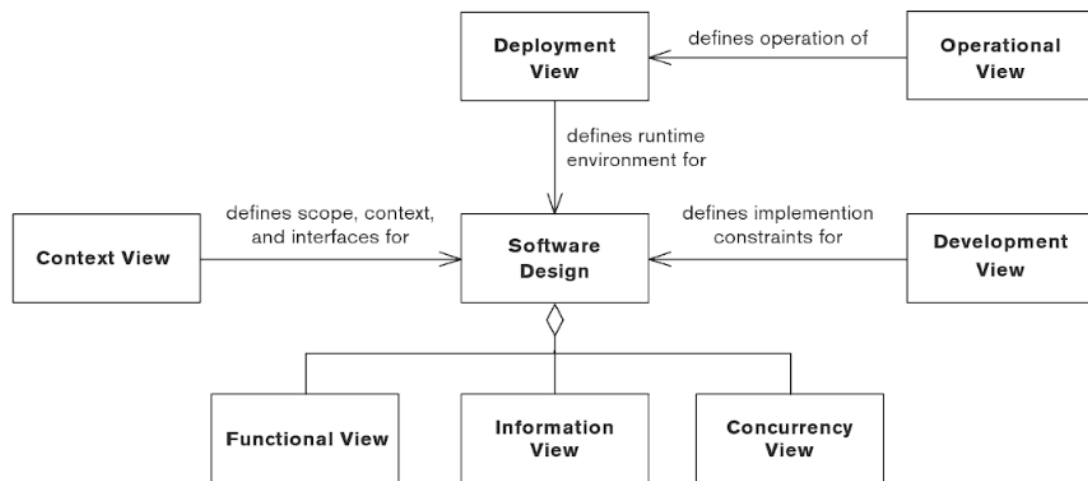 Deployment
View
defines operation of
Operational
View
defines runtime
environment for
Context View
defines scope, context,
and interfaces for
Software
Design
defines implemention
constraints for
Development
View
Functional View
Information
View
Concurrency
View